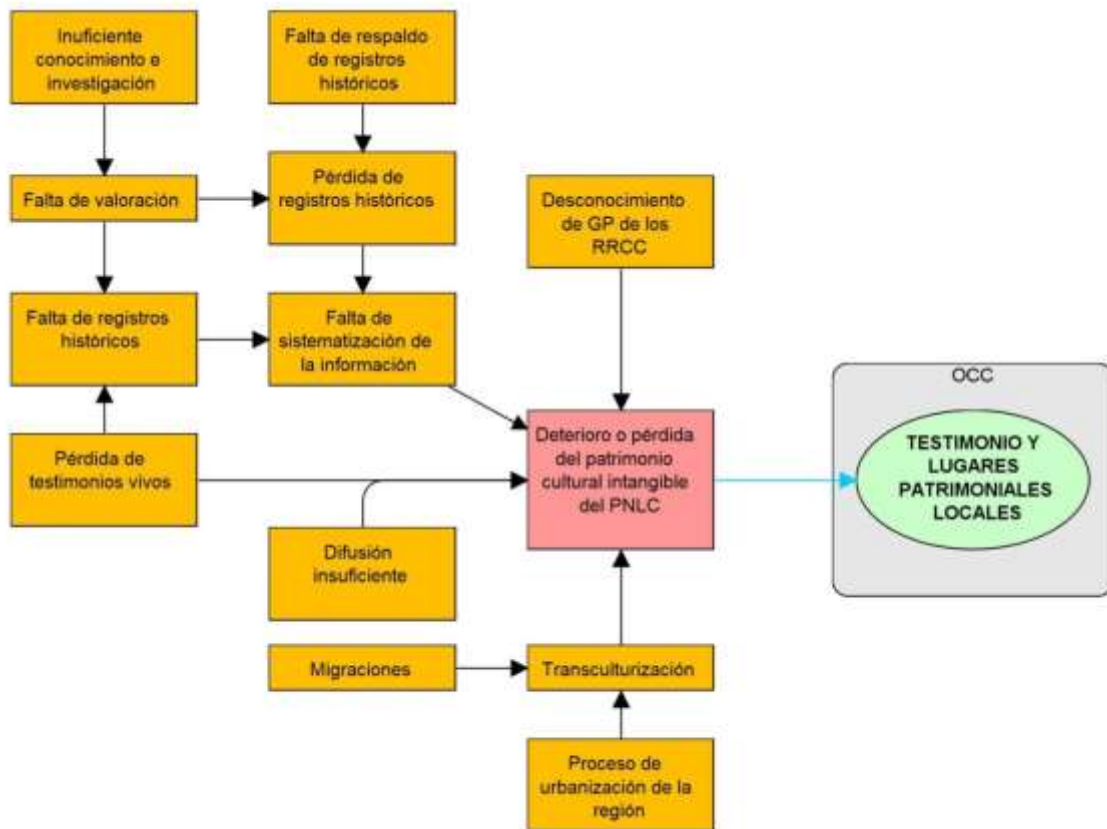 Inuficiente
conocimiento e
investigación
Falta de respaldo
de registros
históricos
Falta de valoración
Pérdida de
registros históricos
Desconocimiento
de GP de los
RRCC
Falta de registros
históricos
Falta de
sistematización de
la información
OCC
TESTIMONIO Y
LUGARES
PATRIMONIALES
LOCALES
Deterioro o pérdida
del patrimonio
cultural intangible
del PNLC
Pérdida de
testimonios vivos
Difusión
insuficiente
Migraciones
Transculturización
Proceso de
urbanización de la
región